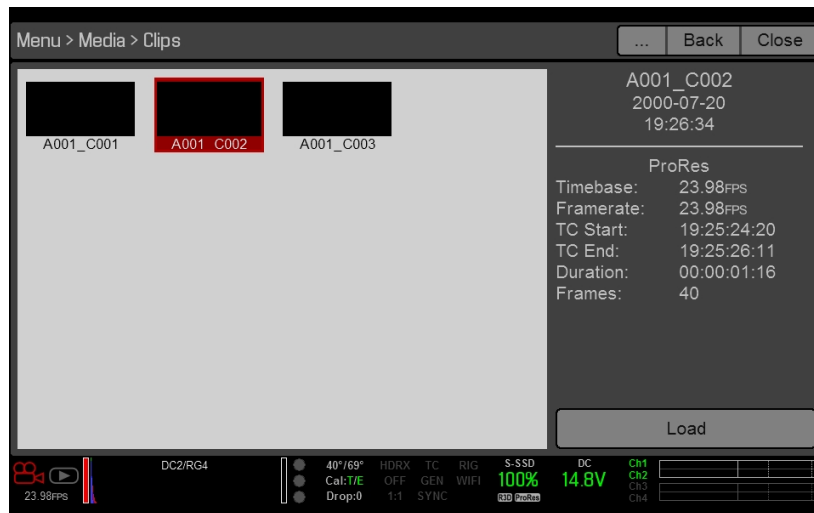 Menu > Media > Clips
... Back Close
A001_C001 A001_C002 A001_C003
A001_C002
2000-07-20
19:26:34
ProRes
Timebase: 23.98FPS
Framerate: 23.98FPS
TC Start: 19:25:24:20
TC End: 19:25:26:11
Duration: 00:00:01:16
Frames: 40
Load
23.98FPS
DC2/RG4
40°/69° HDRX TC RIG
Cal:T/E OFF GEN WIFI
Drop:0 1:1 SYNC
S-SSD
100%
R3D ProRes
DC
14.8V
Ch1
Ch2
Ch3
Ch4